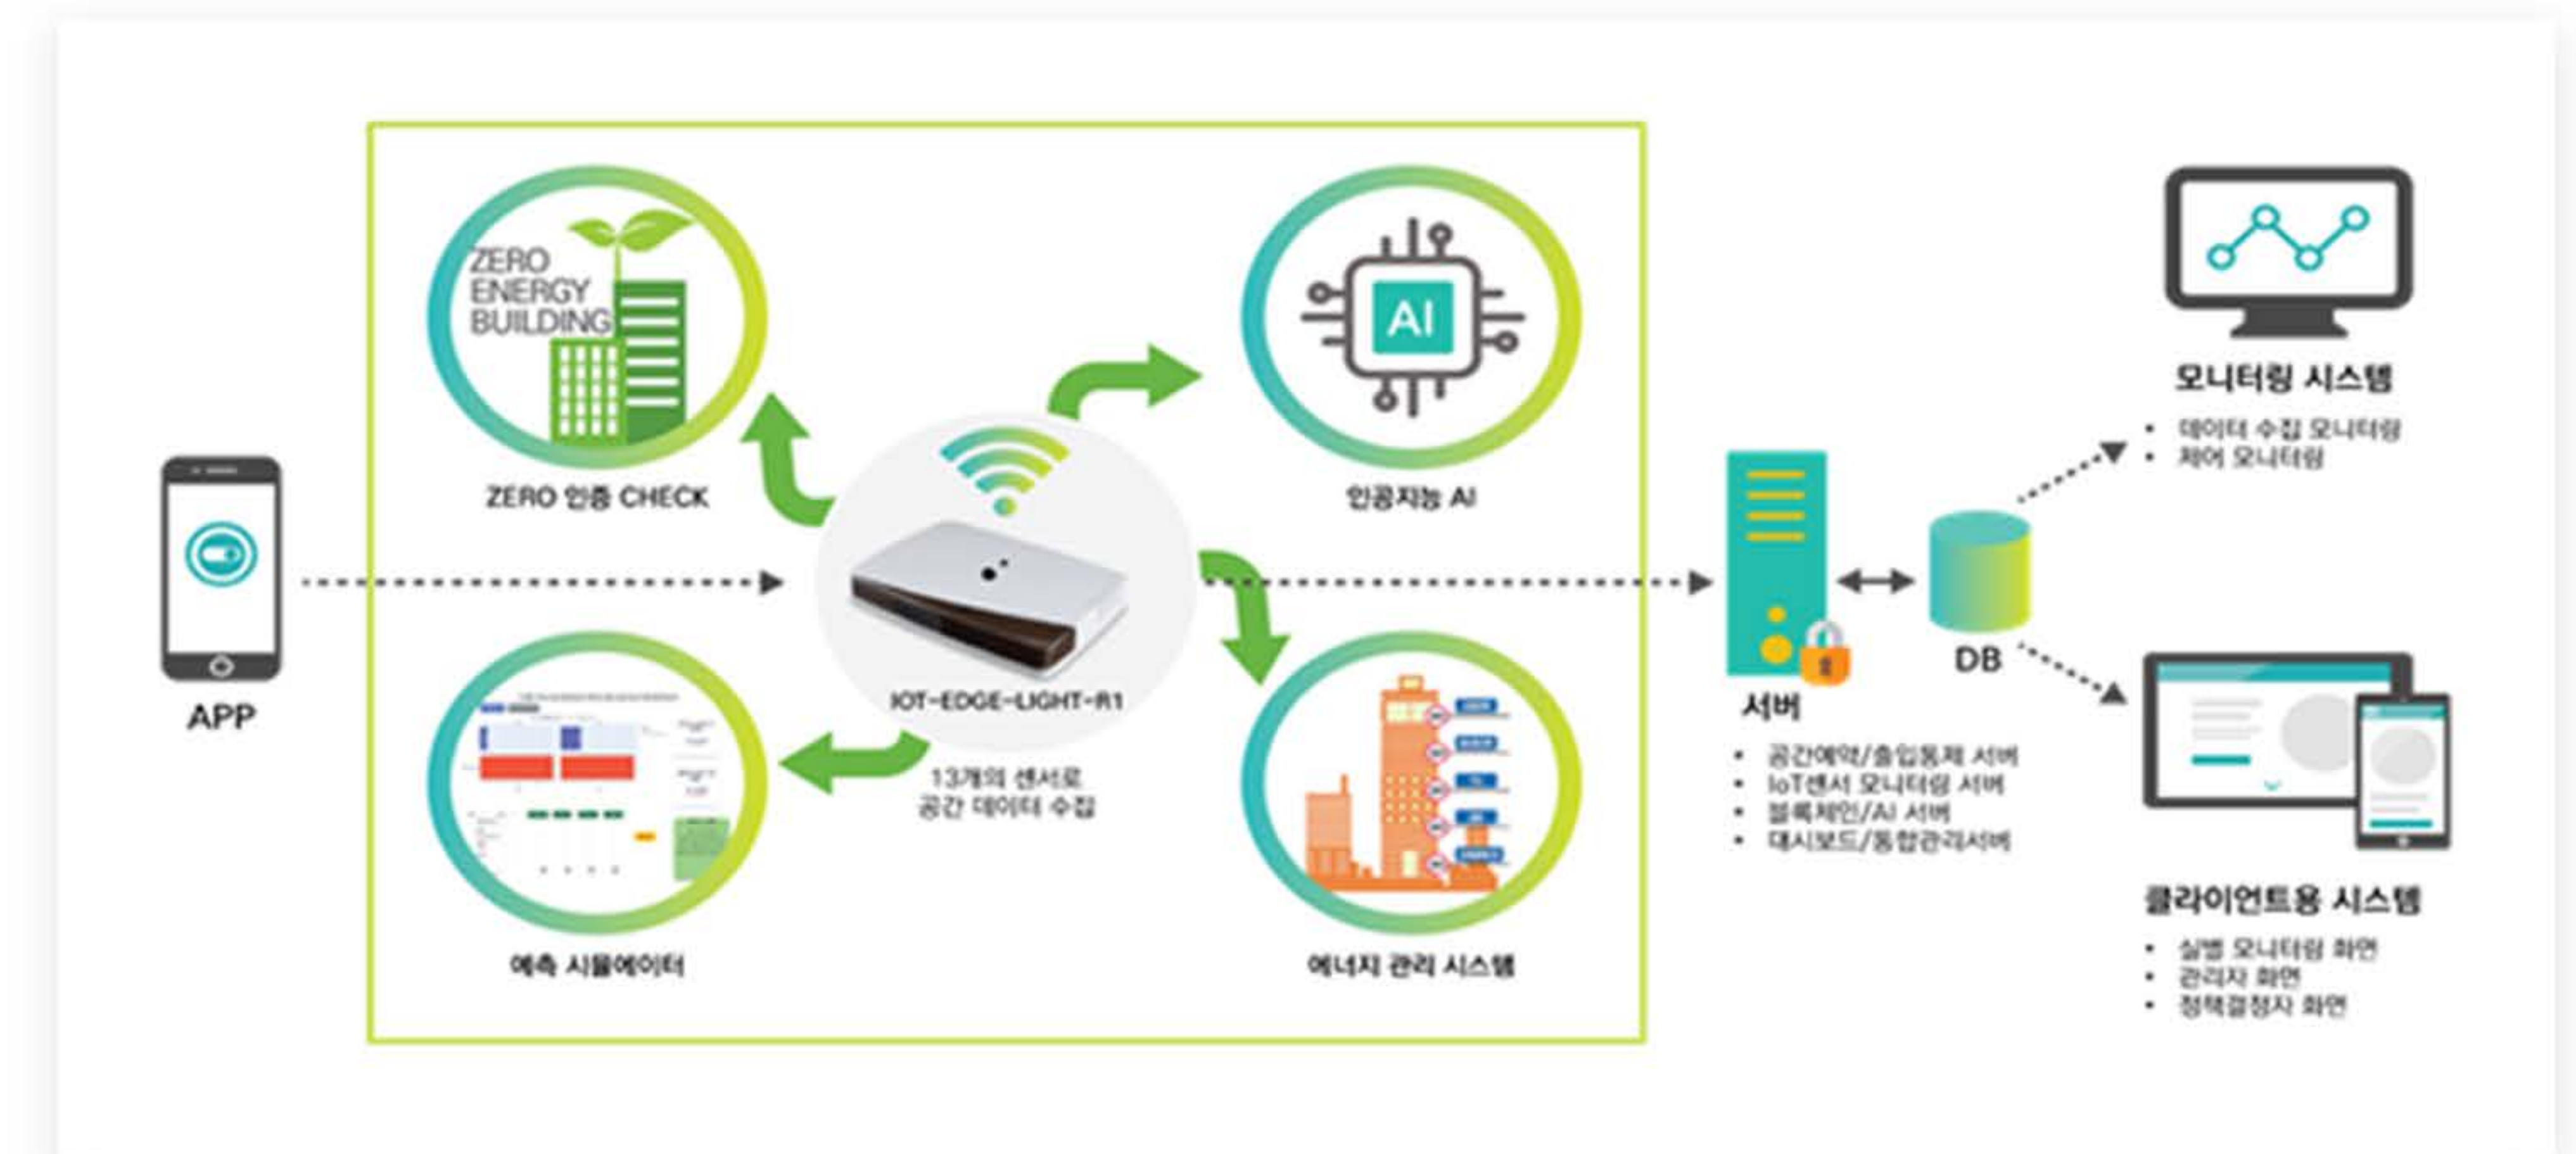 ZERO
ENERGY
BUILDING
ZERO 인증 CHECK
AI
인공지능 AI
APP
IOT-EDGE-LIGHT-R1
13개의 센서로
공간 데이터 수집
예측 시뮬에이터
에너지 관리 시스템
서버
• 공간예약/출입통제 서버
• IoT센서 모니터링 서버
• 블록체인/AI 서버
• 대시보드/통합관리서버
DB
모니터링 시스템
• 데이터 수집 모니터링
• 제어 모니터링
클라이언트용 시스템
• 실별 모니터링 화면
• 관리자 화면
• 정책결정자 화면